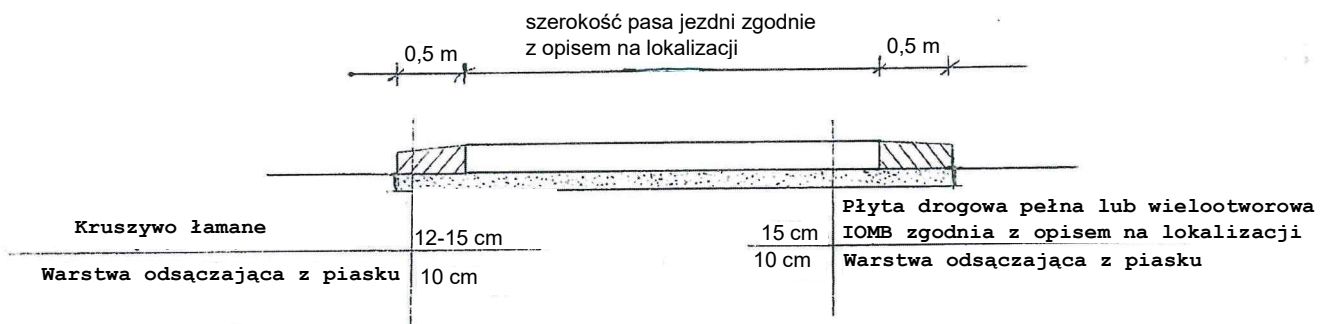 szerokość pasa jezdni zgodnie
z opisem na lokalizacji
0,5 m
0,5 m
Kruszywo łamane
12-15 cm
Warstwa odsączająca z piasku
10 cm
15 cm
Płyta drogowa pełna lub wielootworowa
IOMB zgodnia z opisem na lokalizacji
10 cm
Warstwa odsączająca z piasku